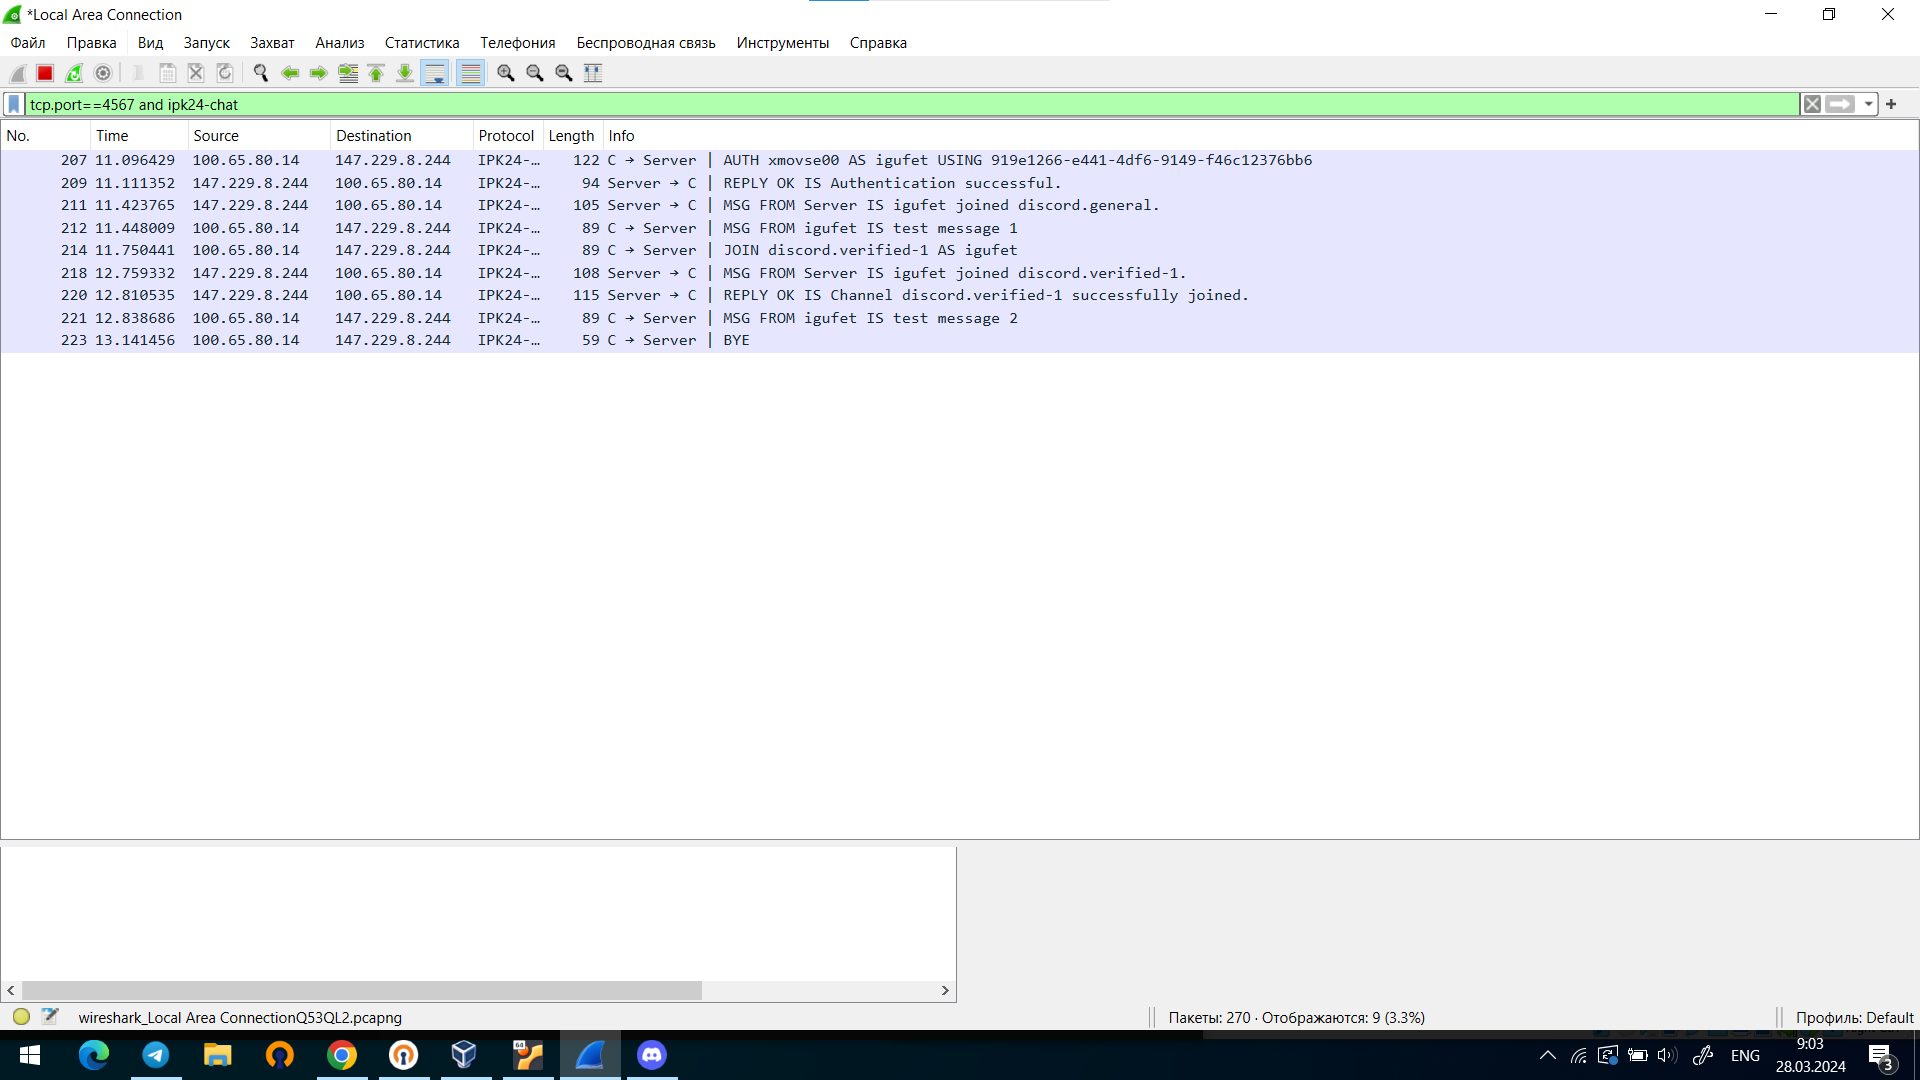 *Local Area Connection
Файл Правка Вид Запуск Захват Анализ Статистика Телефония Беспроводная связь Инструменты Справка
tcp.port==4567 and ipk24-chat
No. Time Source Destination Protocol Length Info
207 11.096429 100.65.80.14 147.229.8.244 IPK24-… 122 C → Server | AUTH xmovse00 AS igufet USING 919e1266-e441-4df6-9149-f46c12376bb6
209 11.111352 147.229.8.244 100.65.80.14 IPK24-… 94 Server → C | REPLY OK IS Authentication successful.
211 11.423765 147.229.8.244 100.65.80.14 IPK24-… 105 Server → C | MSG FROM Server IS igufet joined discord.general.
212 11.448009 100.65.80.14 147.229.8.244 IPK24-… 89 C → Server | MSG FROM igufet IS test message 1
214 11.750441 100.65.80.14 147.229.8.244 IPK24-… 89 C → Server | JOIN discord.verified-1 AS igufet
218 12.759332 147.229.8.244 100.65.80.14 IPK24-… 108 Server → C | MSG FROM Server IS igufet joined discord.verified-1.
220 12.810535 147.229.8.244 100.65.80.14 IPK24-… 115 Server → C | REPLY OK IS Channel discord.verified-1 successfully joined.
221 12.838686 100.65.80.14 147.229.8.244 IPK24-… 89 C → Server | MSG FROM igufet IS test message 2
223 13.141456 100.65.80.14 147.229.8.244 IPK24-… 59 C → Server | BYE
wireshark_Local Area ConnectionQ53QL2.pcapng Пакеты: 270 · Отображаются: 9 (3.3%) Профиль: Default
64
ENG
9:03
28.03.2024
3